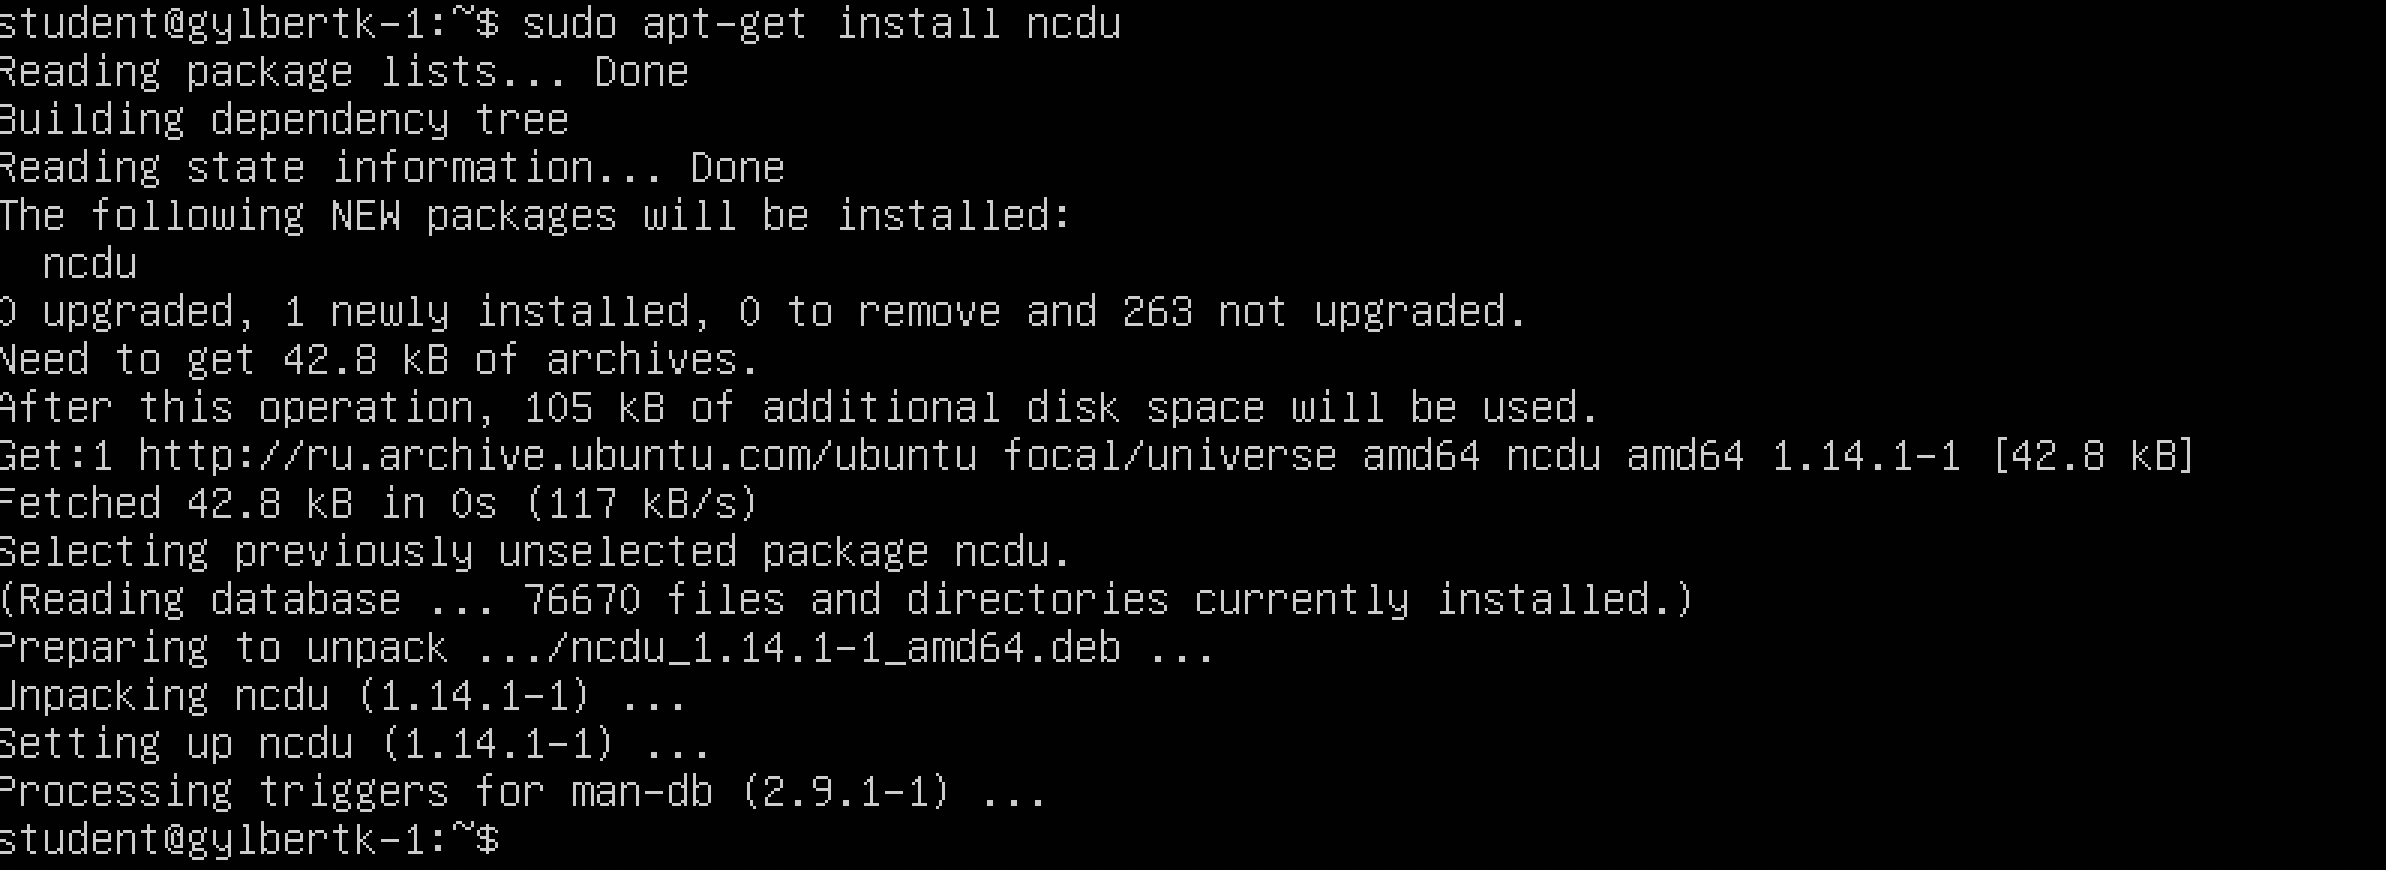 student@gylbertk-1:~$ sudo apt-get install ncdu
Reading package lists... Done
Building dependency tree
Reading state information... Done
The following NEW packages will be installed:
  ncdu
0 upgraded, 1 newly installed, 0 to remove and 263 not upgraded.
Need to get 42.8 kB of archives.
After this operation, 105 kB of additional disk space will be used.
Get:1 http://ru.archive.ubuntu.com/ubuntu focal/universe amd64 ncdu amd64 1.14.1-1 [42.8 kB]
Fetched 42.8 kB in 0s (117 kB/s)
Selecting previously unselected package ncdu.
(Reading database ... 76670 files and directories currently installed.)
Preparing to unpack .../ncdu_1.14.1-1_amd64.deb ...
Unpacking ncdu (1.14.1-1) ...
Setting up ncdu (1.14.1-1) ...
Processing triggers for man-db (2.9.1-1) ...
student@gylbertk-1:~$